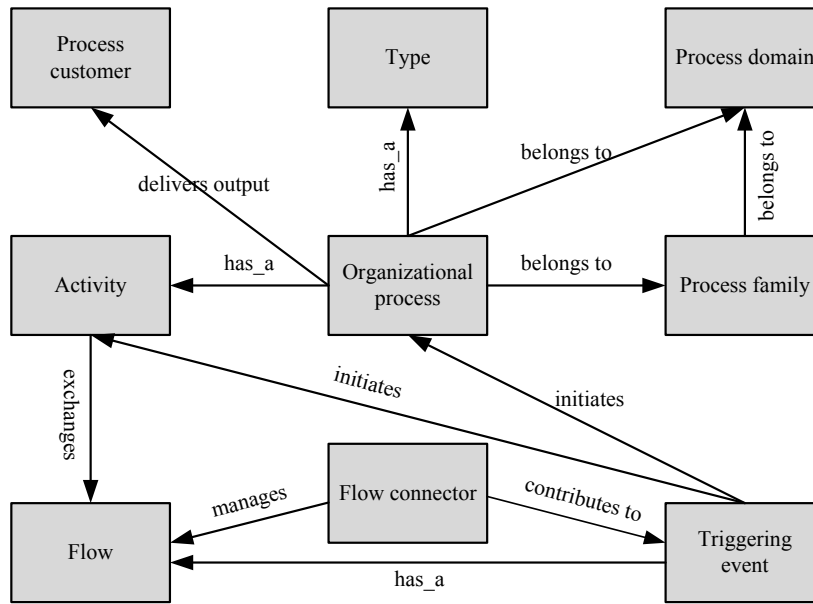 Process
customer
Type
Process domain
delivers output
has_a
belongs to
belongs to
Activity
has_a
Organizational
process
belongs to
Process family
exchanges
initiates
initiates
manages
Flow connector
contributes to
Flow
has_a
Triggering
event